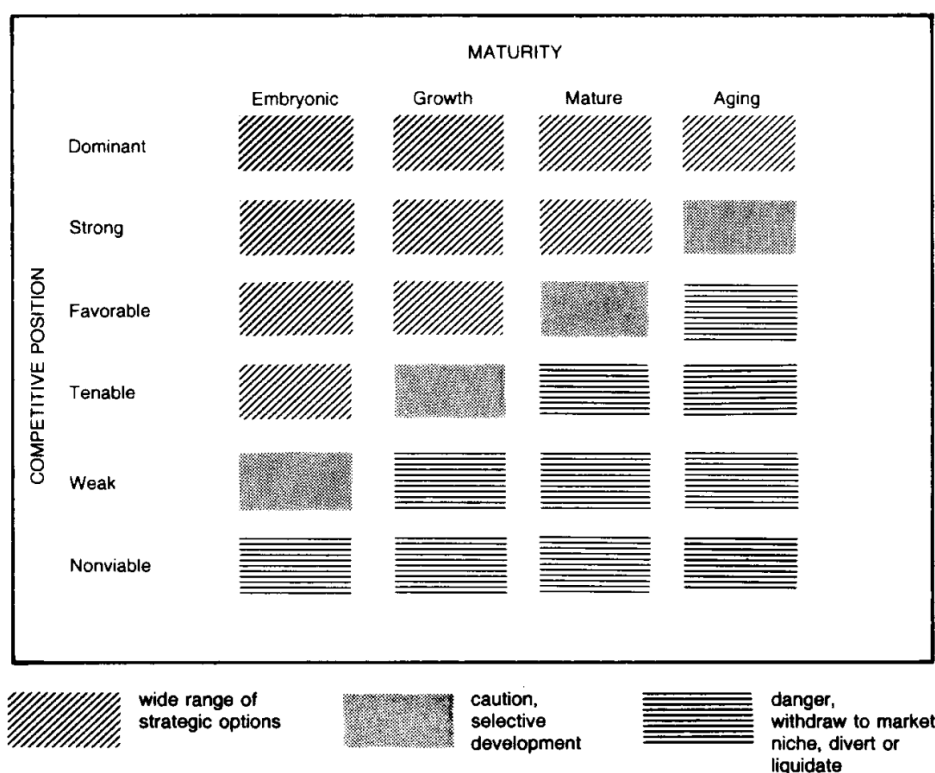 MATURITY
Embryonic Growth Mature Aging
Dominant
Strong
Favorable
Tenable
Weak
Nonviable
COMPETITIVE POSITION
wide range of
strategic options
caution,
selective
development
danger,
withdraw to market
niche, divert or
liquidate